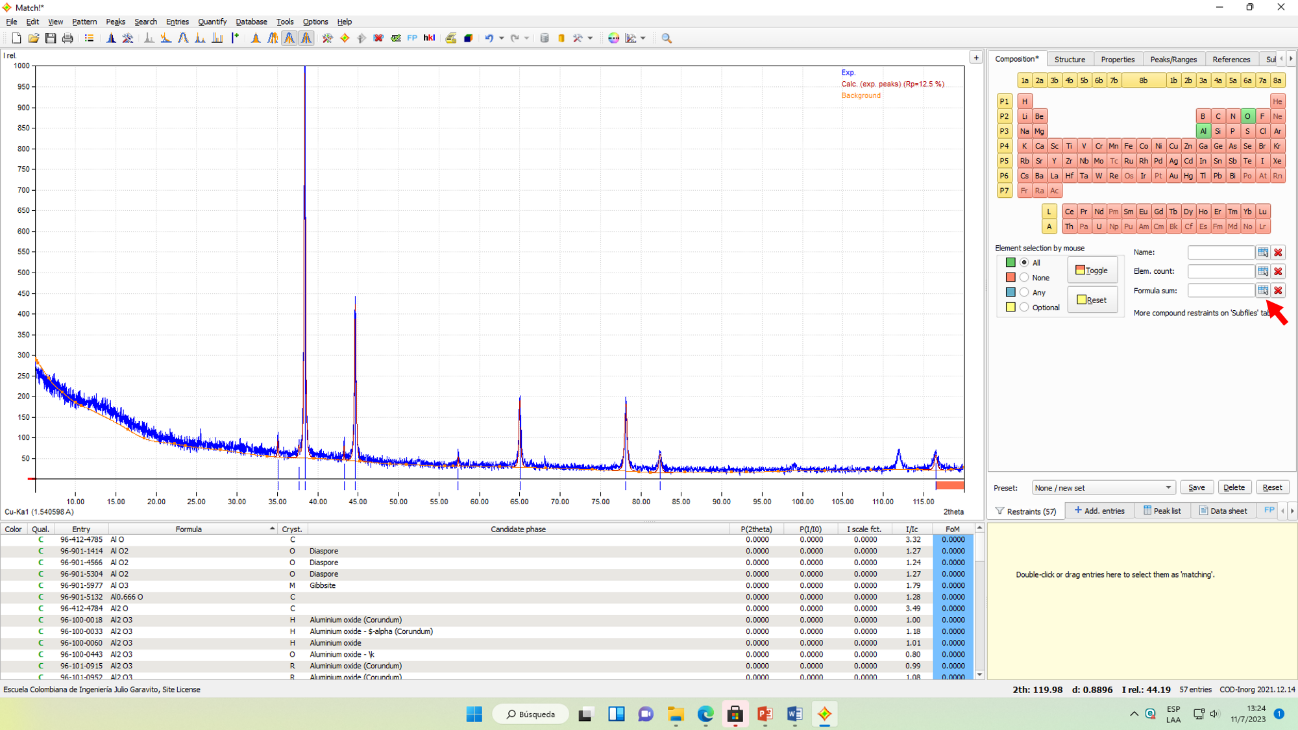 Match!*
File Edit View Pattern Peaks Search Entries Quantify Database Tools Options Help
FP hkl
I rel.
1000
950
900
850
800
750
700
650
600
550
500
450
400
350
300
250
200
150
100
50
Exp.
Calc. (exp. peaks) (Rp=12.5 %)
Background
10.00 15.00 20.00 25.00 30.00 35.00 40.00 45.00 50.00 55.00 60.00 65.00 70.00 75.00 80.00 85.00 90.00 95.00 100.00 105.00 110.00 115.00
Cu-Ka1 (1.540598 A) 2theta
Composition* Structure Properties Peaks/Ranges References Sul
1a 2a 3b 4b 5b 6b 7b 8b 1b 2b 3a 4a 5a 6a 7a 8a
P1 H He
P2 Li Be B C N O F Ne
P3 Na Mg Al Si P S Cl Ar
P4 K Ca Sc Ti V Cr Mn Fe Co Ni Cu Zn Ga Ge As Se Br Kr
P5 Rb Sr Y Zr Nb Mo Tc Ru Rh Pd Ag Cd In Sn Sb Te I Xe
P6 Cs Ba La Hf Ta W Re Os Ir Pt Au Hg Tl Pb Bi Po At Rn
P7 Fr Ra Ac
L Ce Pr Nd Pm Sm Eu Gd Tb Dy Ho Er Tm Yb Lu
A Th Pa U Np Pu Am Cm Bk Cf Es Fm Md No Lr
Element selection by mouse
All
None
Any
Optional
Toggle
Reset
Name:
Elem. count:
Formula sum:
More compound restraints on 'Subfiles' ta
Preset: None / new set Save Delete Reset
Restraints (57) Add. entries Peak list Data sheet FP
Double-click or drag entries here to select them as 'matching'.
Color Qual. Entry Formula Cryst. Candidate phase P(2theta) P(I/I0) I scale fct. I/Ic FoM
C 96-412-4785 Al O C 0.0000 0.0000 0.0000 3.32 0.0000
C 96-901-1414 Al O2 O Diaspore 0.0000 0.0000 0.0000 1.27 0.0000
C 96-901-4566 Al O2 O Diaspore 0.0000 0.0000 0.0000 1.24 0.0000
C 96-901-5304 Al O2 O Diaspore 0.0000 0.0000 0.0000 1.27 0.0000
C 96-901-5977 Al O3 M Gibbsite 0.0000 0.0000 0.0000 1.79 0.0000
C 96-901-5132 Al0.666 O C 0.0000 0.0000 0.0000 1.28 0.0000
C 96-412-4784 Al2 O C 0.0000 0.0000 0.0000 3.49 0.0000
C 96-100-0018 Al2 O3 H Aluminium oxide (Corundum) 0.0000 0.0000 0.0000 1.00 0.0000
C 96-100-0033 Al2 O3 H Aluminium oxide - $-alpha (Corundum) 0.0000 0.0000 0.0000 1.18 0.0000
C 96-100-0060 Al2 O3 H Aluminium oxide 0.0000 0.0000 0.0000 1.01 0.0000
C 96-100-0443 Al2 O3 O Aluminium oxide - \k 0.0000 0.0000 0.0000 0.80 0.0000
C 96-101-0915 Al2 O3 R Aluminium oxide (Corundum) 0.0000 0.0000 0.0000 0.99 0.0000
C 96-101-0952 Al2 O3 R Aluminium oxide (Corundum) 0.0000 0.0000 0.0000 1.08 0.0000
Escuela Colombiana de Ingeniería Julio Garavito, Site License 2th: 119.98 d: 0.8896 I rel.: 44.19 57 entries COD-Inorg 2021.12.14
Búsqueda
ESP
LAA
13:24
11/7/2023
1